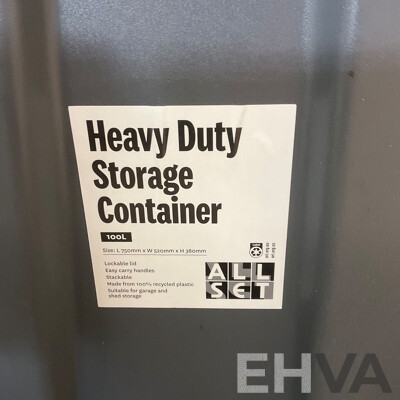 Heavy Duty
Storage
Container
100L
Size: L 750mm x W 520mm x H 380mm
Lockable lid
Easy carry handles
Stackable
Made from 100% recycled plastic
Suitable for garage and
shed storage
ALL
SET
EHVA